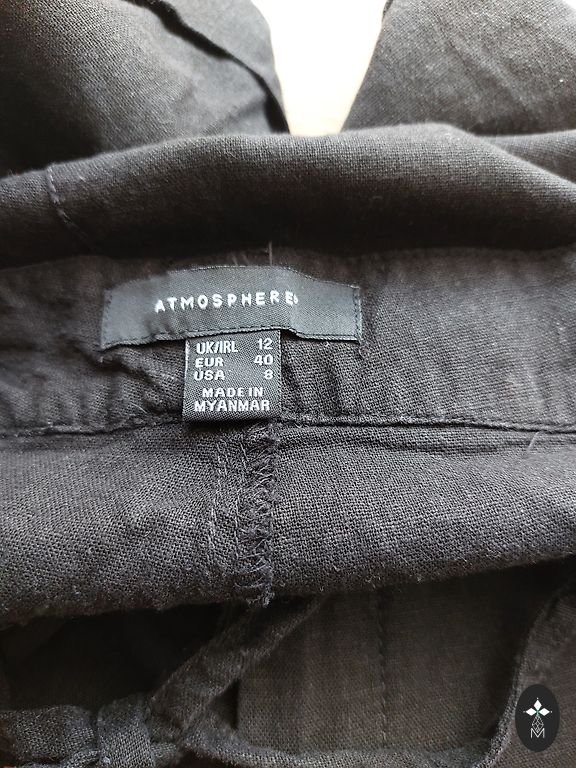 ATMOSPHERE
UK/IRL 12
EUR 40
USA 8
MADE IN
MYANMAR
M